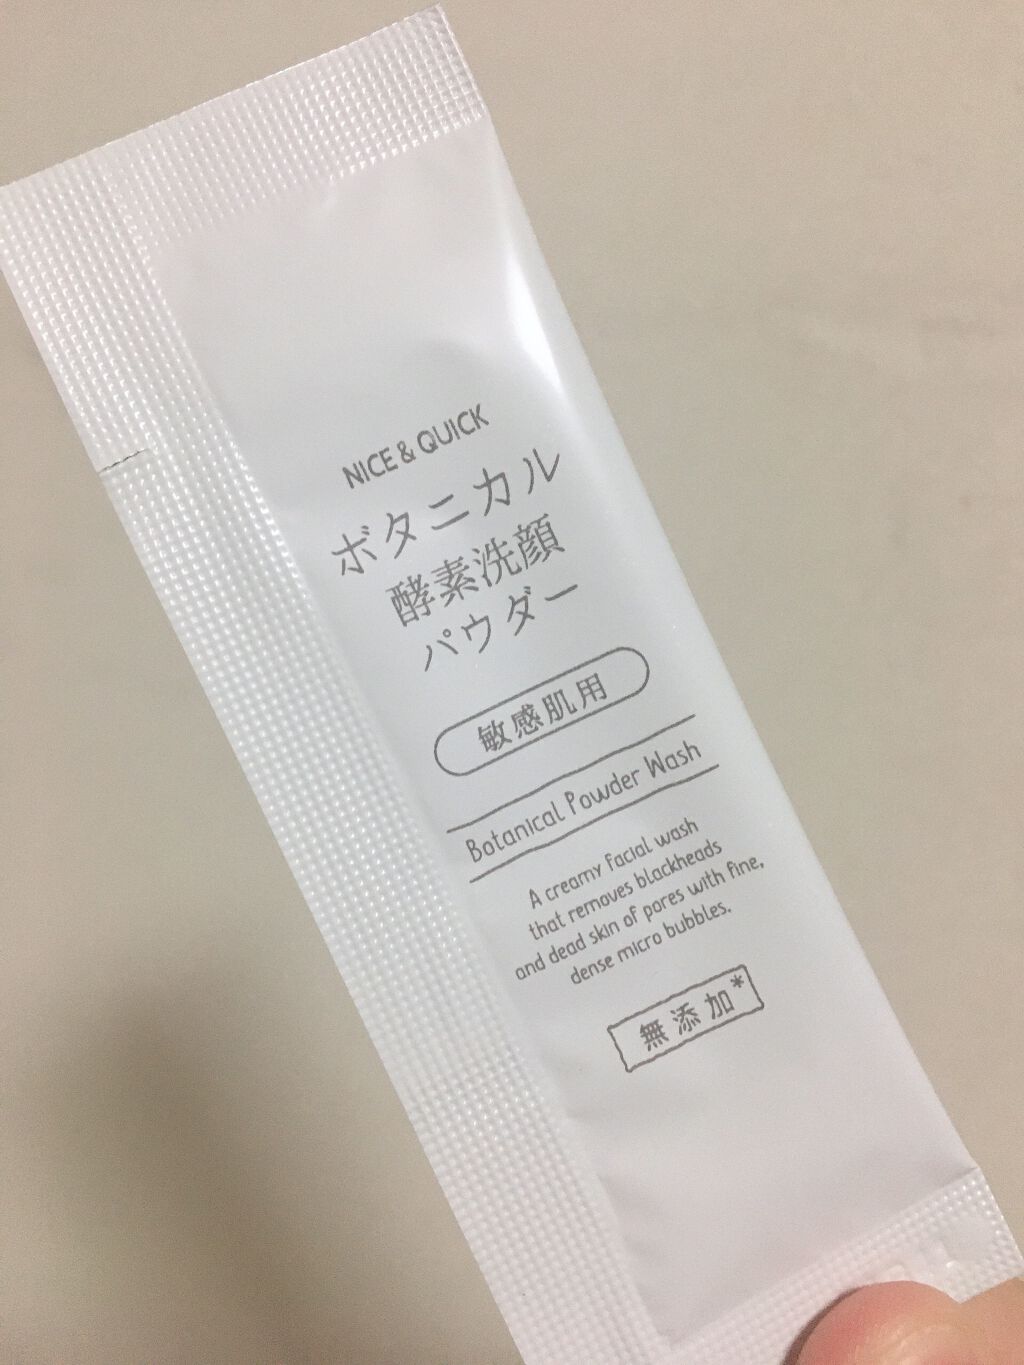 NICE & QUICK
ボタニカル
酵素洗顔
パウダー
敏感肌用
Botanical Powder Wash
A creamy facial wash
that removes blackheads
and dead skin of pores with fine,
dense micro bubbles.
無添加*